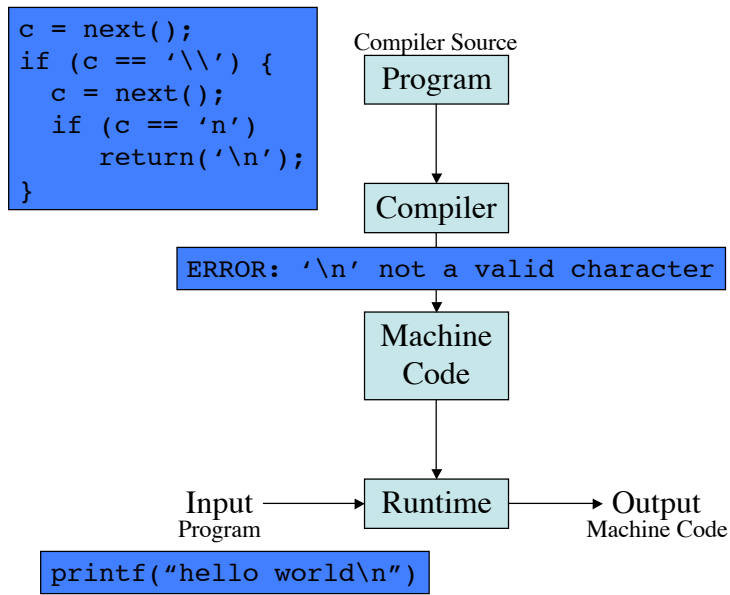 c = next();
if (c == ‘\\’) {
  c = next();
  if (c == ‘n’)
     return(‘\n’);
}
Compiler Source
Program
Compiler
ERROR: ‘\n’ not a valid character
Machine
Code
Input
Program
Runtime
Output
Machine Code
printf(“hello world\n”)